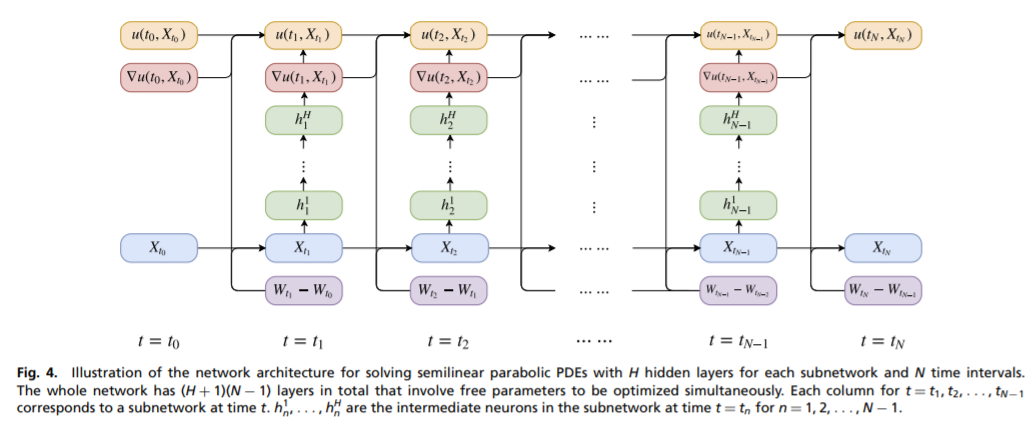 u(t₀, X_{t₀}) u(t₁, X_{t₁}) u(t₂, X_{t₂}) ... ... u(t_{N−1}, X_{t_{N−1}}) u(t_N, X_{t_N})
∇u(t₀, X_{t₀}) ∇u(t₁, X_{t₁}) ∇u(t₂, X_{t₂}) ... ... ∇u(t_{N−1}, X_{t_{N−1}})
h₁^H h₂^H ⋮ h_{N−1}^H
⋮ ⋮ ⋮
h₁¹ h₂¹ ⋮ h_{N−1}¹
X_{t₀} X_{t₁} X_{t₂} ... ... X_{t_{N−1}} X_{t_N}
W_{t₁} − W_{t₀} W_{t₂} − W_{t₁} ... ... W_{t_{N−1}} − W_{t_{N−2}} W_{t_N} − W_{t_{N−1}}
t = t₀ t = t₁ t = t₂ ... ... t = t_{N−1} t = t_N
Fig. 4. Illustration of the network architecture for solving semilinear parabolic PDEs with H hidden layers for each subnetwork and N time intervals.
The whole network has (H + 1)(N − 1) layers in total that involve free parameters to be optimized simultaneously. Each column for t = t₁, t₂, . . . , t_{N−1}
corresponds to a subnetwork at time t. h_n¹, . . . , h_n^H are the intermediate neurons in the subnetwork at time t = t_n for n = 1, 2, . . . , N − 1.